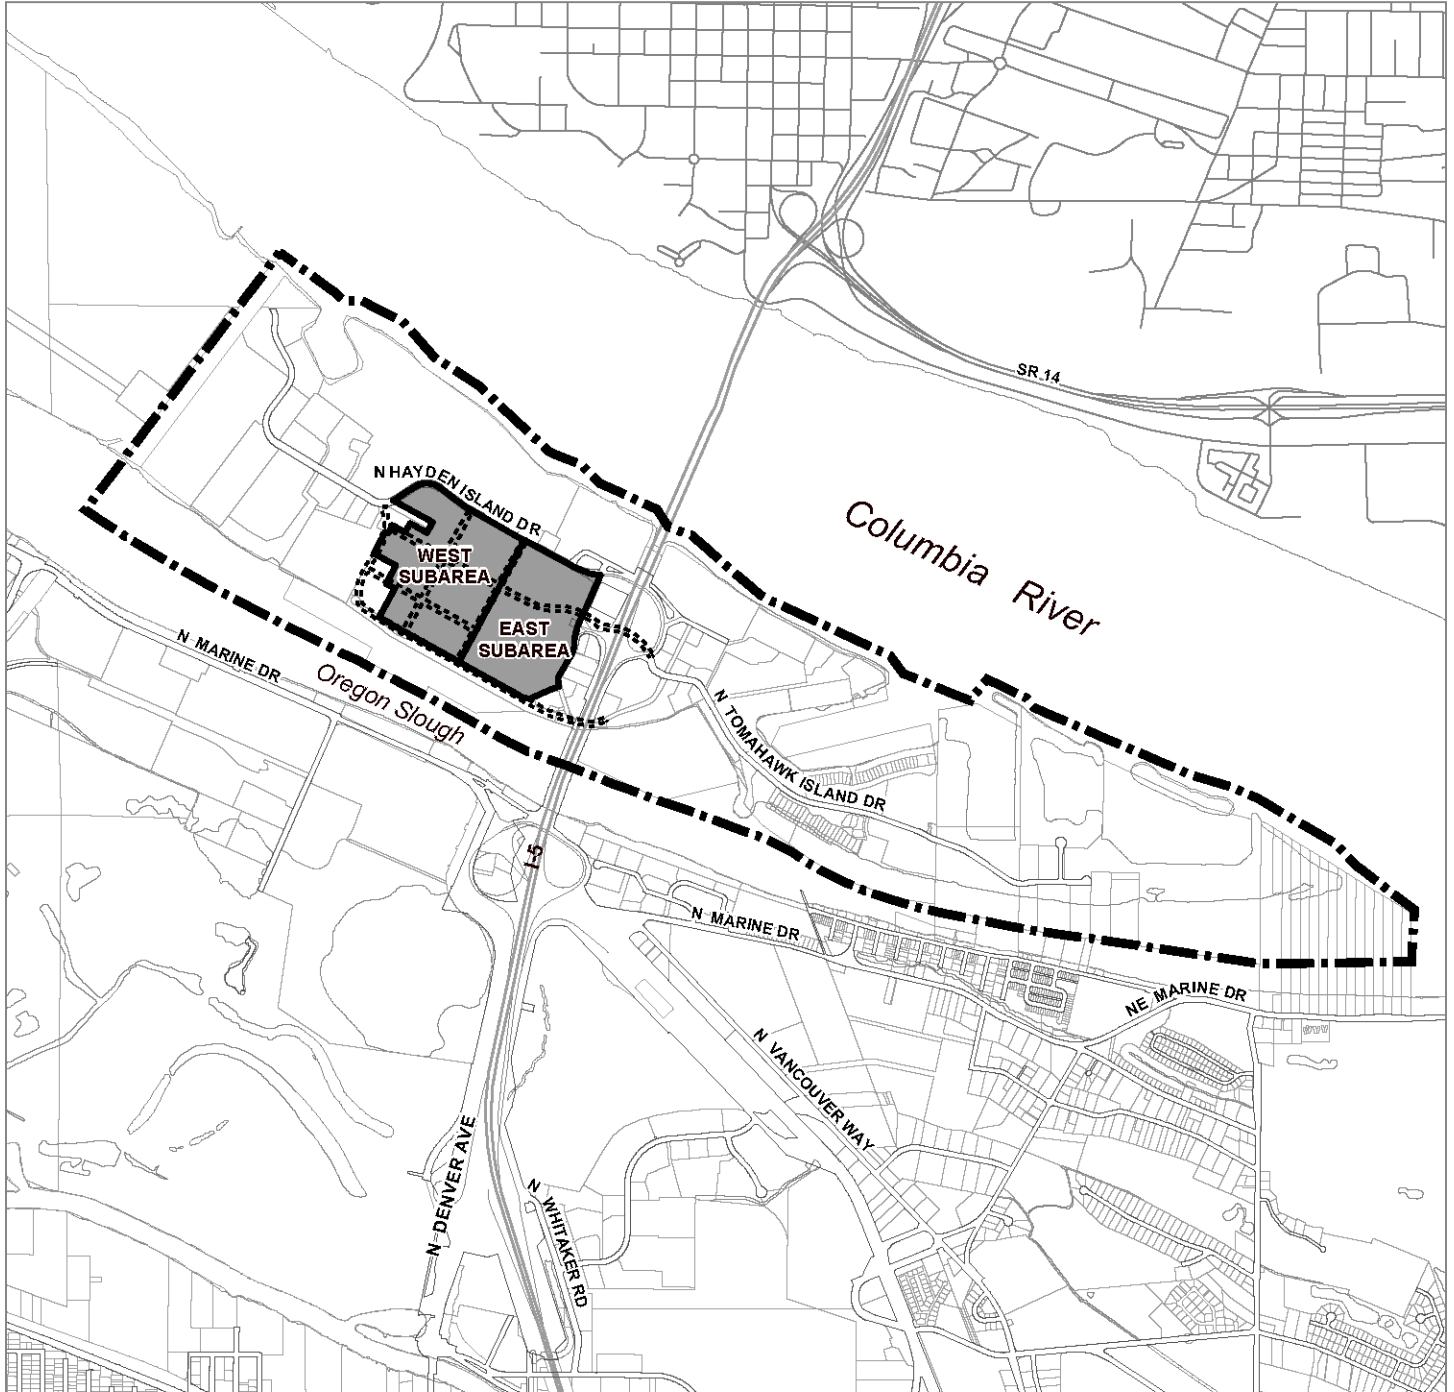 SR 14
N HAYDEN ISLAND DR
Columbia River
WEST
SUBAREA
EAST
SUBAREA
N MARINE DR
Oregon Slough
N TOMAHAWK ISLAND DR
I-5
N MARINE DR
NE MARINE DR
N VANCOUVER WAY
N DENVER AVE
N WHITAKER RD